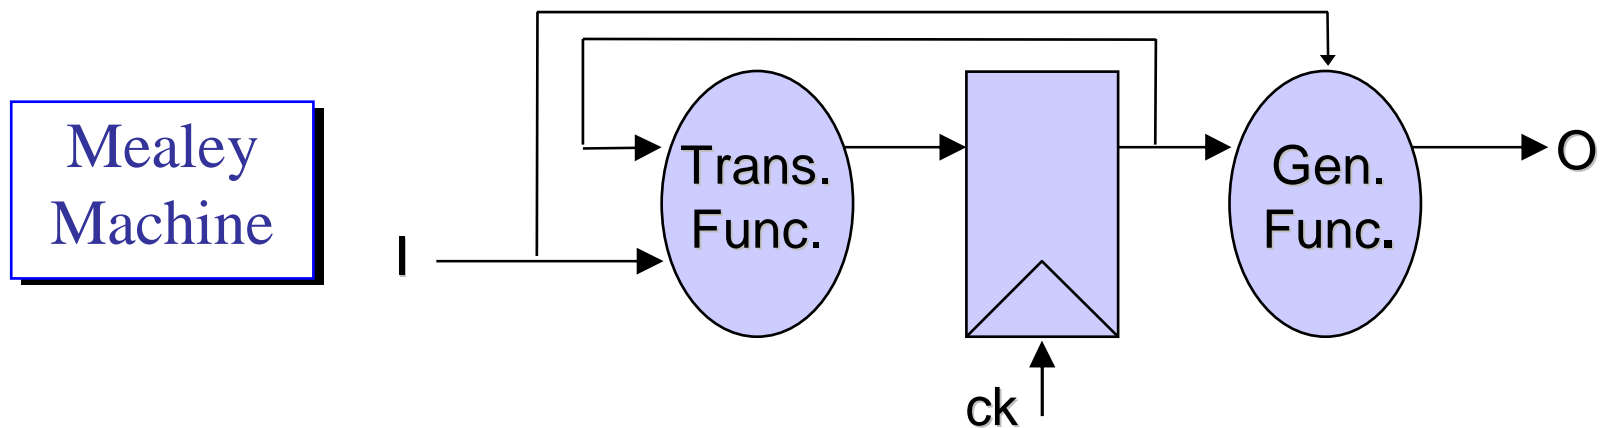 Mealey
Machine
I
Trans.
Func.
ck
Gen.
Func.
O